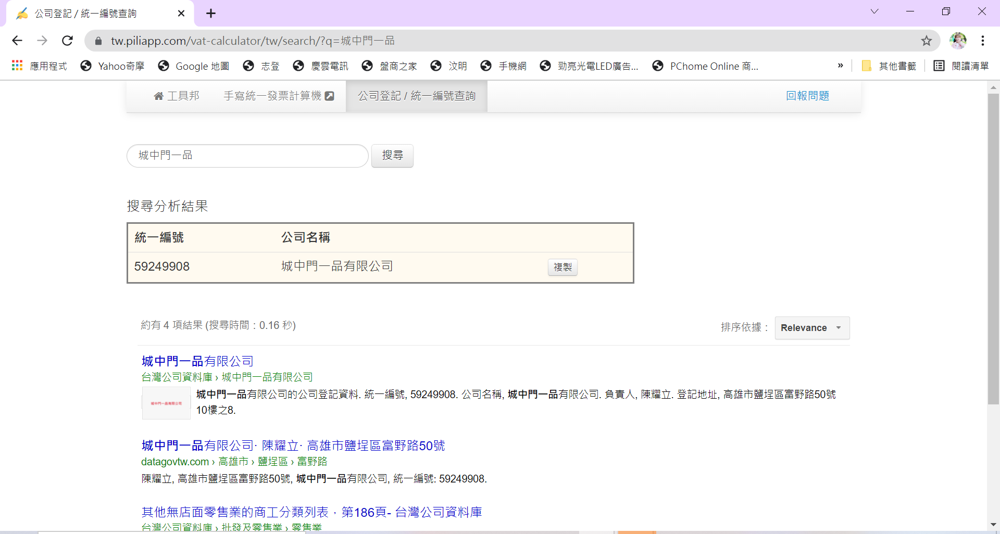 公司登記 / 統一編號查詢
tw.piliapp.com/vat-calculator/tw/search/?q=城中門一品
應用程式 Yahoo奇摩 Google 地圖 志登 慶雲電訊 盤商之家 汶明 手機網 勁亮光電LED廣告... PChome Online 商... » 其他書籤 閱讀清單
工具邦 手寫統一發票計算機 公司登記 / 統一編號查詢 回報問題
城中門一品 搜尋
搜尋分析結果
統一編號 公司名稱
59249908 城中門一品有限公司 複製
約有 4 項結果 (搜尋時間：0.16 秒) 排序依據： Relevance
城中門一品有限公司
台灣公司資料庫 › 城中門一品有限公司
城中門一品有限公司
城中門一品有限公司的公司登記資料. 統一編號, 59249908. 公司名稱, 城中門一品有限公司. 負責人, 陳耀立. 登記地址, 高雄市鹽埕區富野路50號
10樓之8.
城中門一品有限公司· 陳耀立· 高雄市鹽埕區富野路50號
datagovtw.com › 高雄市 › 鹽埕區 › 富野路
陳耀立, 高雄市鹽埕區富野路50號, 城中門一品有限公司, 統一編號: 59249908.
其他無店面零售業的商工分類列表，第186頁- 台灣公司資料庫
台灣公司資料庫 › 批發及零售業 › 零售業